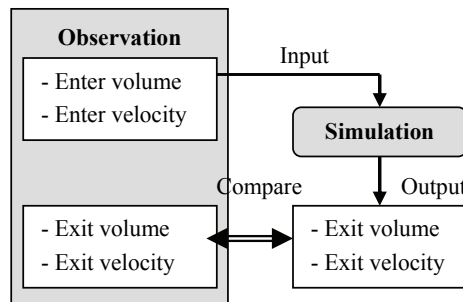 Observation
- Enter volume
- Enter velocity
Input
Simulation
Compare
Output
- Exit volume
- Exit velocity
- Exit volume
- Exit velocity